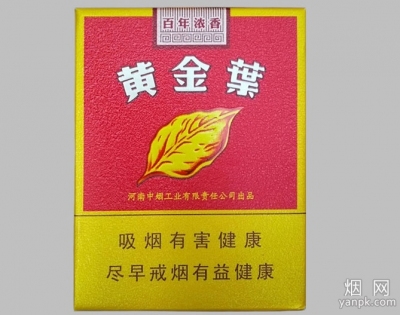 百年浓香
黄金葉
河南中烟工业有限责任公司出品
吸烟有害健康
尽早戒烟有益健康
烟网
yanpk.com